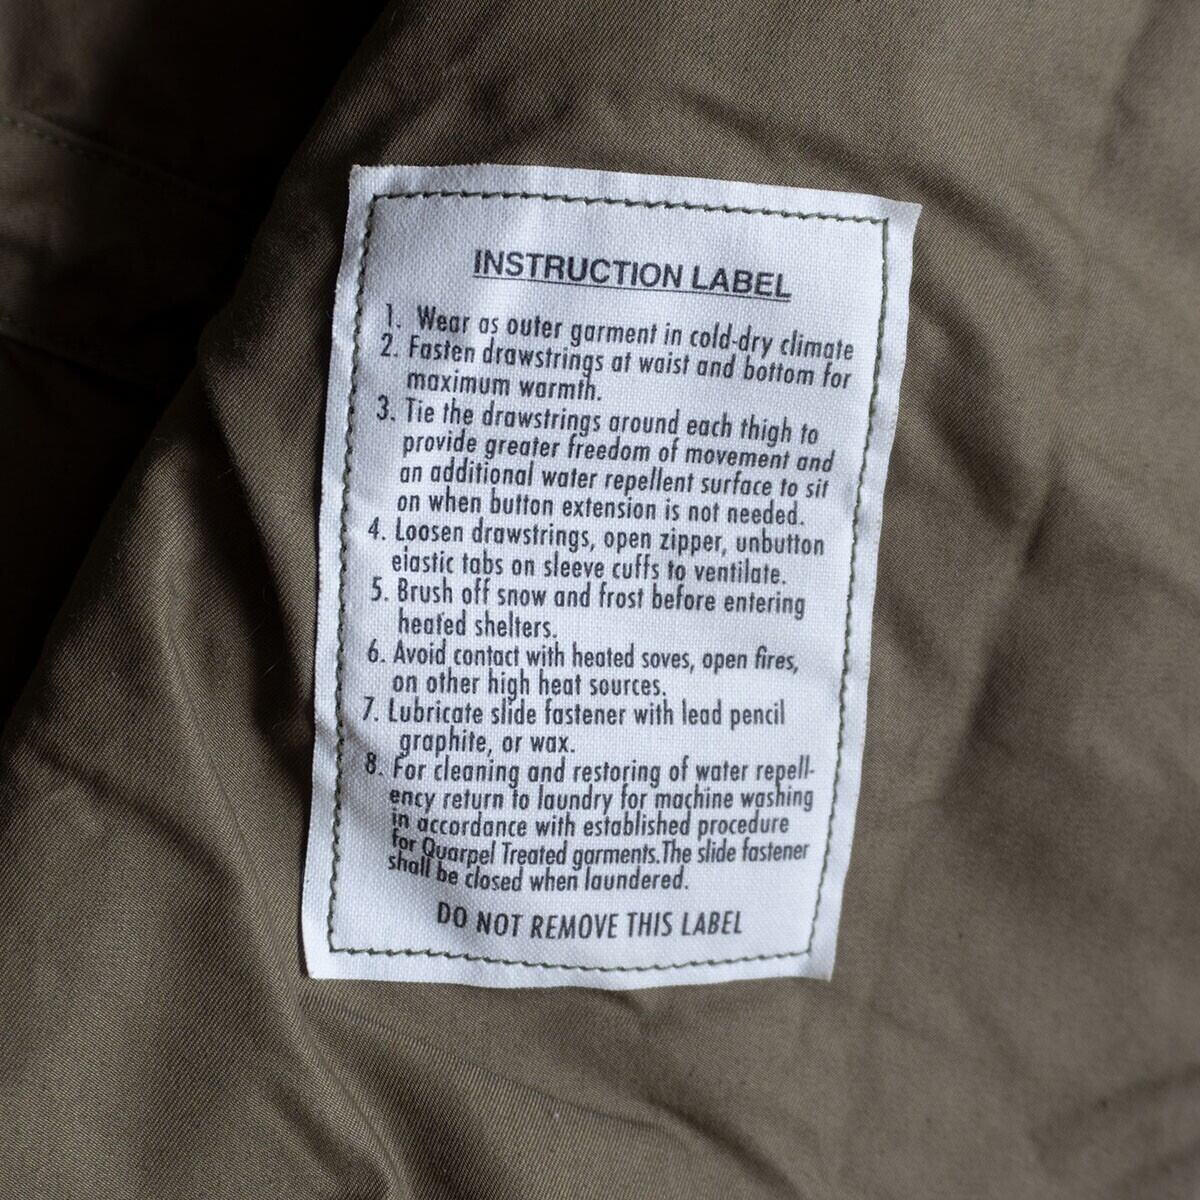 INSTRUCTION LABEL
1. Wear as outer garment in cold-dry climate
2. Fasten drawstrings at waist and bottom for
maximum warmth.
3. Tie the drawstrings around each thigh to
provide greater freedom of movement and
an additional water repellent surface to sit
on when button extension is not needed.
4. Loosen drawstrings, open zipper, unbutton
elastic tabs on sleeve cuffs to ventilate.
5. Brush off snow and frost before entering
heated shelters.
6. Avoid contact with heated soves, open fires,
on other high heat sources.
7. Lubricate slide fastener with lead pencil
graphite, or wax.
8. For cleaning and restoring of water repell-
ency return to laundry for machine washing
in accordance with established procedure
for Quarpel Treated garments.The slide fastener
shall be closed when laundered.
DO NOT REMOVE THIS LABEL